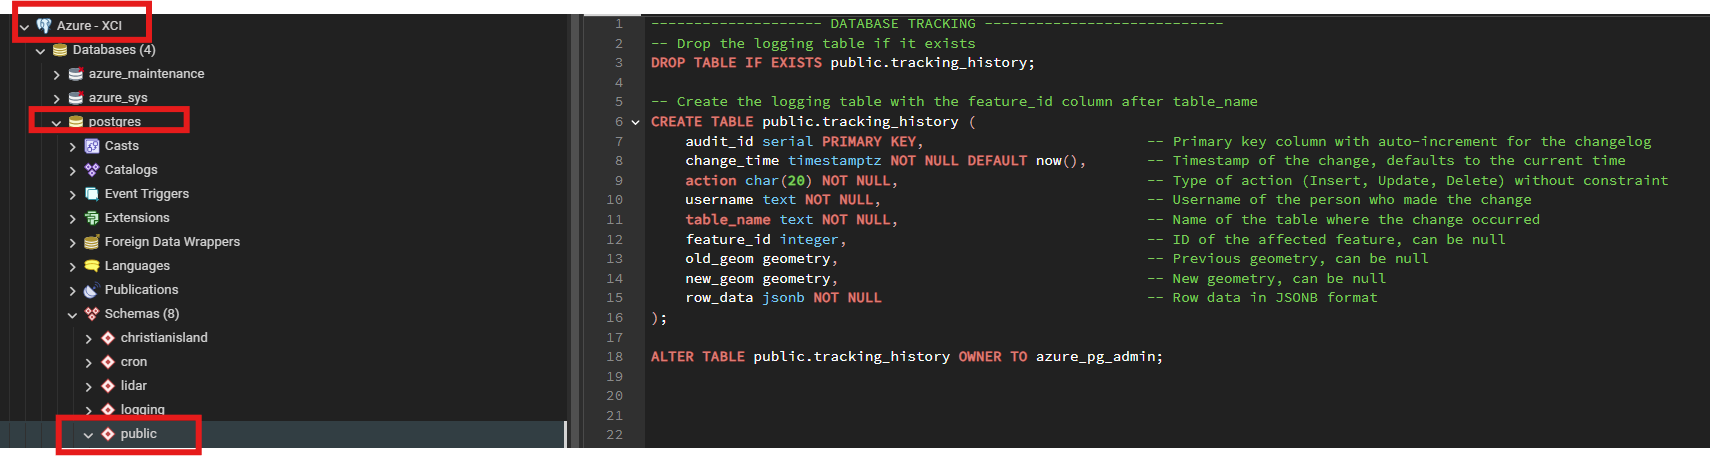 Azure - XCI
Databases (4)
azure_maintenance
azure_sys
postgres
Casts
Catalogs
Event Triggers
Extensions
Foreign Data Wrappers
Languages
Publications
Schemas (8)
christianisland
cron
lidar
logging
public
1 -------------------- DATABASE TRACKING ----------------------------
2 -- Drop the logging table if it exists
3 DROP TABLE IF EXISTS public.tracking_history;
4
5 -- Create the logging table with the feature_id column after table_name
6 CREATE TABLE public.tracking_history (
7 audit_id serial PRIMARY KEY, -- Primary key column with auto-increment for the changelog
8 change_time timestamptz NOT NULL DEFAULT now(), -- Timestamp of the change, defaults to the current time
9 action char(20) NOT NULL, -- Type of action (Insert, Update, Delete) without constraint
10 username text NOT NULL, -- Username of the person who made the change
11 table_name text NOT NULL, -- Name of the table where the change occurred
12 feature_id integer, -- ID of the affected feature, can be null
13 old_geom geometry, -- Previous geometry, can be null
14 new_geom geometry, -- New geometry, can be null
15 row_data jsonb NOT NULL -- Row data in JSONB format
16 );
17
18 ALTER TABLE public.tracking_history OWNER TO azure_pg_admin;
19
20
21
22